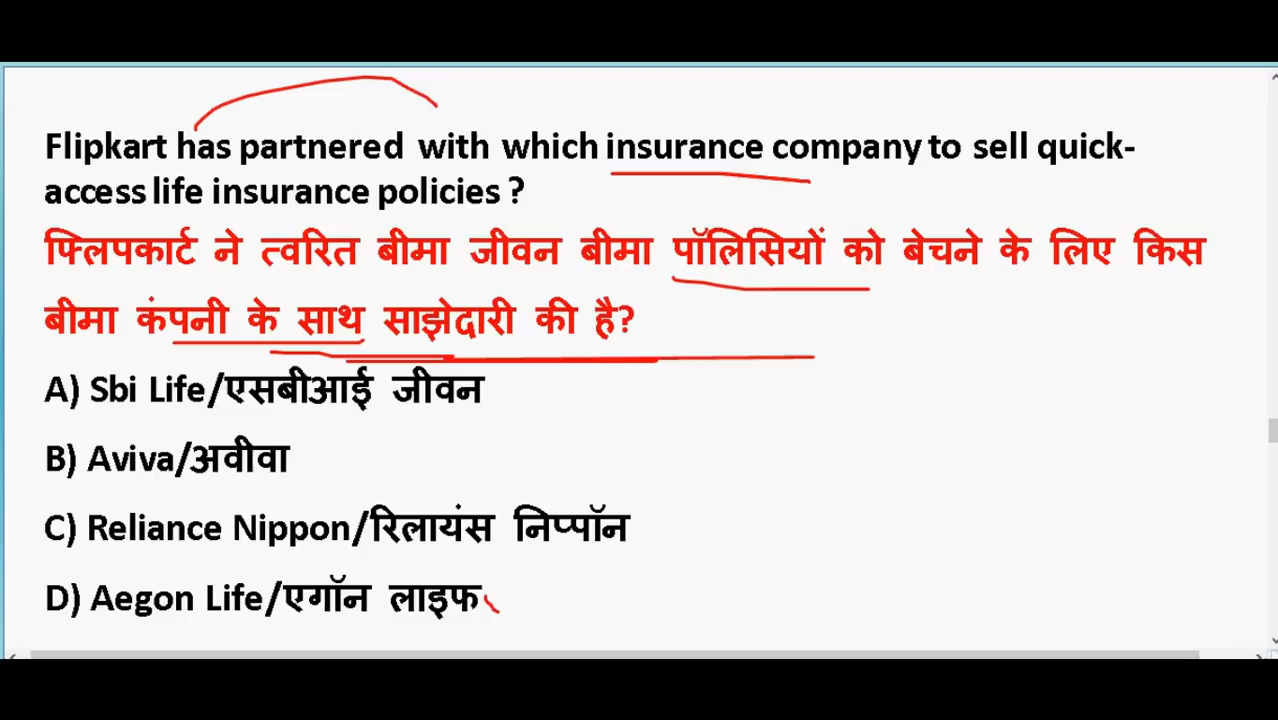 Flipkart has partnered with which insurance company to sell quick-
access life insurance policies ?
फ्लिपकार्ट ने त्वरित बीमा जीवन बीमा पॉलिसियों को बेचने के लिए किस
बीमा कंपनी के साथ साझेदारी की है?
A) Sbi Life/एसबीआई जीवन
B) Aviva/अवीवा
C) Reliance Nippon/रिलायंस निप्पॉन
D) Aegon Life/एगॉन लाइफ